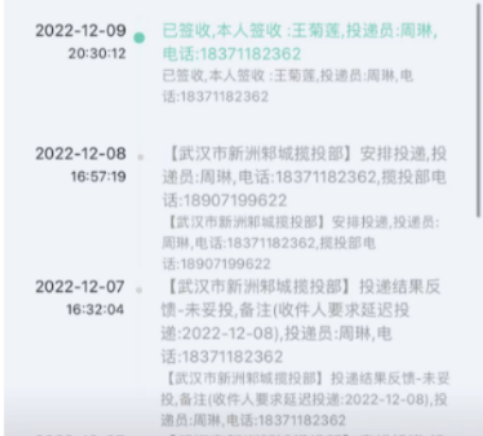 2022-12-09
20:30:12
已签收,本人签收 :王菊莲,投递员:周琳,
电话:18371182362
已签收,本人签收 :王菊莲,投递员:周琳,电
话:18371182362
2022-12-08
16:57:19
【武汉市新洲邾城揽投部】安排投递,投
递员:周琳,电话:18371182362,揽投部电
话:18907199622
【武汉市新洲邾城揽投部】安排投递,投递员:
周琳,电话:18371182362,揽投部电
话:18907199622
2022-12-07
16:32:04
【武汉市新洲邾城揽投部】投递结果反
馈-未妥投,备注(收件人要求延迟投
递:2022-12-08),投递员:周琳,电
话:18371182362
【武汉市新洲邾城揽投部】投递结果反馈-未妥
投,备注(收件人要求延迟投递:2022-12-08),投
递员:周琳,电话:18371182362